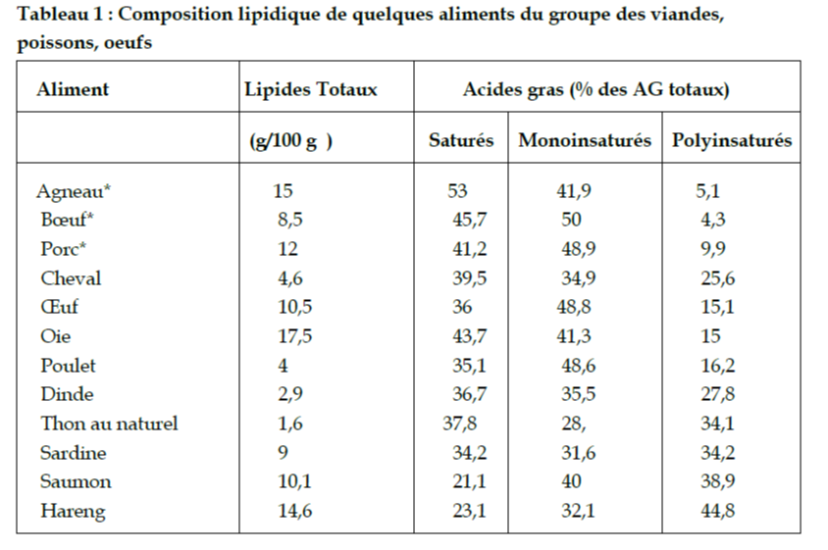 Tableau 1 : Composition lipidique de quelques aliments du groupe des viandes,
poissons, oeufs
Aliment Lipides Totaux Acides gras (% des AG totaux)
(g/100 g ) Saturés Monoinsaturés Polyinsaturés
Agneau* 15 53 41,9 5,1
Bœuf* 8,5 45,7 50 4,3
Porc* 12 41,2 48,9 9,9
Cheval 4,6 39,5 34,9 25,6
Œuf 10,5 36 48,8 15,1
Oie 17,5 43,7 41,3 15
Poulet 4 35,1 48,6 16,2
Dinde 2,9 36,7 35,5 27,8
Thon au naturel 1,6 37,8 28, 34,1
Sardine 9 34,2 31,6 34,2
Saumon 10,1 21,1 40 38,9
Hareng 14,6 23,1 32,1 44,8